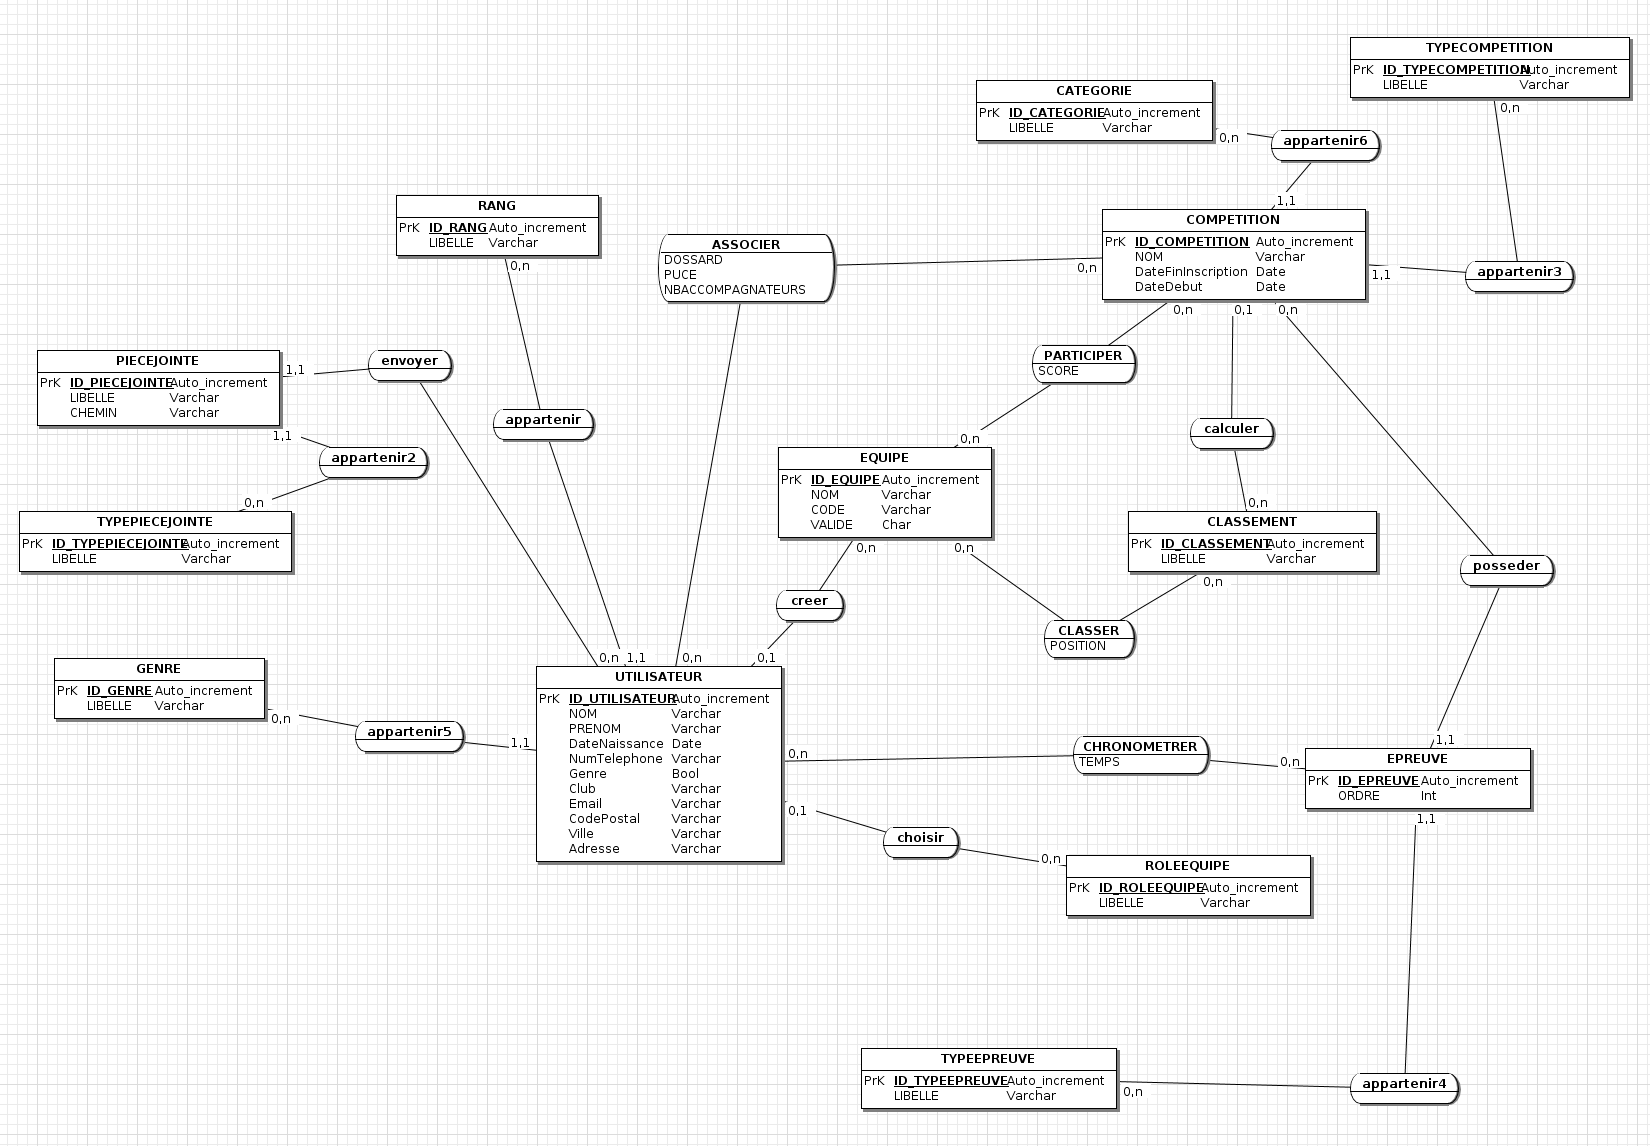 TYPECOMPETITION
PrK ID_TYPECOMPETITION Auto_increment
LIBELLE Varchar
0,n
CATEGORIE
PrK ID_CATEGORIE Auto_increment
LIBELLE Varchar
0,n
appartenir6
1,1
RANG
PrK ID_RANG Auto_increment
LIBELLE Varchar
0,n
ASSOCIER
DOSSARD
PUCE
NBACCOMPAGNATEURS
0,n
COMPETITION
PrK ID_COMPETITION Auto_increment
NOM Varchar
DateFinInscription Date
DateDebut Date
1,1
appartenir3
0,n
0,1
0,n
PARTICIPER
SCORE
PIECEJOINTE
PrK ID_PIECEJOINTE Auto_increment
LIBELLE Varchar
CHEMIN Varchar
1,1
envoyer
appartenir
calculer
1,1
appartenir2
0,n
0,n
EQUIPE
PrK ID_EQUIPE Auto_increment
NOM Varchar
CODE Varchar
VALIDE Char
0,n
0,n
0,n
TYPEPIECEJOINTE
PrK ID_TYPEPIECEJOINTE Auto_increment
LIBELLE Varchar
CLASSEMENT
PrK ID_CLASSEMENT Auto_increment
LIBELLE Varchar
0,n
posseder
creer
CLASSER
POSITION
0,n
1,1
0,n
0,1
GENRE
PrK ID_GENRE Auto_increment
LIBELLE Varchar
0,n
appartenir5
1,1
UTILISATEUR
PrK ID_UTILISATEUR Auto_increment
NOM Varchar
PRENOM Varchar
DateNaissance Date
NumTelephone Varchar
Genre Bool
Club Varchar
Email Varchar
CodePostal Varchar
Ville Varchar
Adresse Varchar
0,n
CHRONOMETRER
TEMPS
0,n
1,1
EPREUVE
PrK ID_EPREUVE Auto_increment
ORDRE Int
1,1
0,1
choisir
0,n
ROLEEQUIPE
PrK ID_ROLEEQUIPE Auto_increment
LIBELLE Varchar
TYPEEPREUVE
PrK ID_TYPEEPREUVE Auto_increment
LIBELLE Varchar
0,n
appartenir4